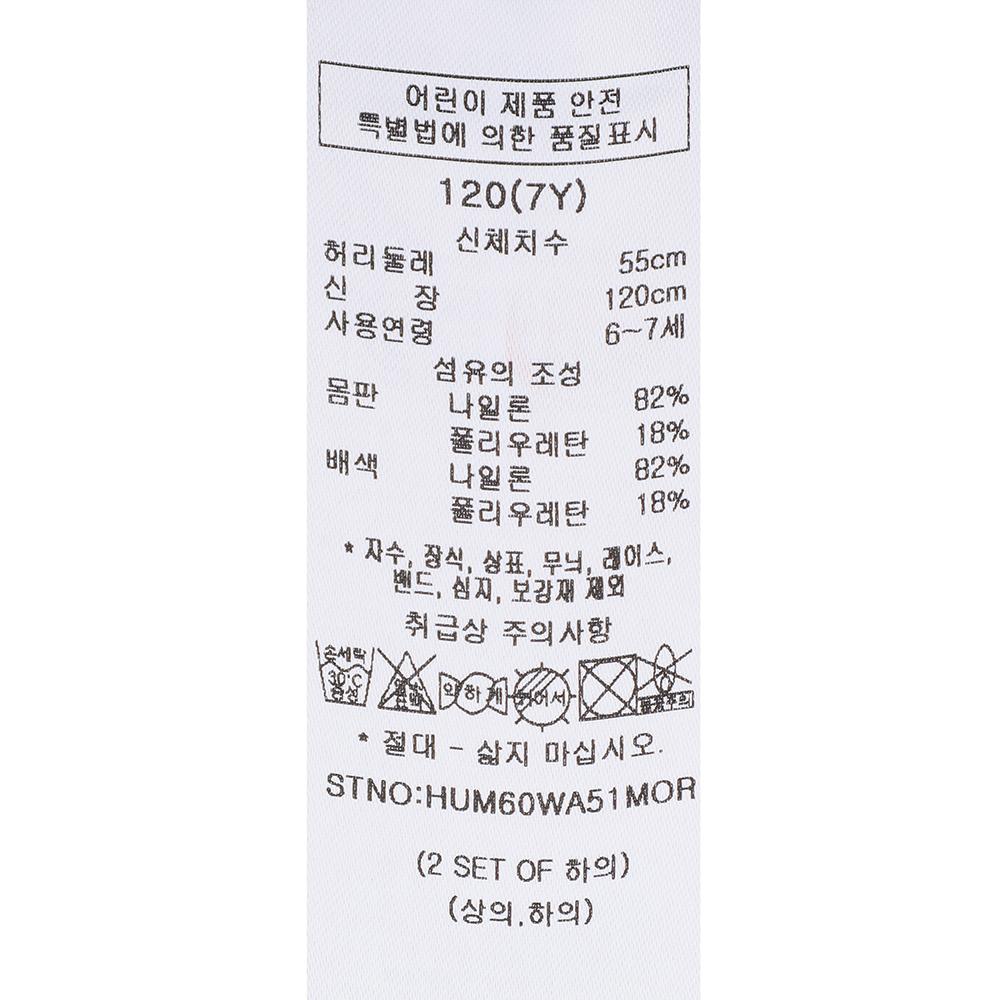 어린이 제품 안전
특별법에 의한 품질표시
120(7Y)
신체치수
허리둘레 55cm
신 장 120cm
사용연령 6~7세
섬유의 조성
몸판 나일론 82%
폴리우레탄 18%
배색 나일론 82%
폴리우레탄 18%
* 자수, 장식, 상표, 무늬, 레이스,
밴드, 심지, 보강재 제외
취급상 주의사항
손세탁
30°C
중성
약하게
뉘어서
* 절대 - 삶지 마십시오.
STNO:HUM60WA51MOR
(2 SET OF 하의)
(상의,하의)